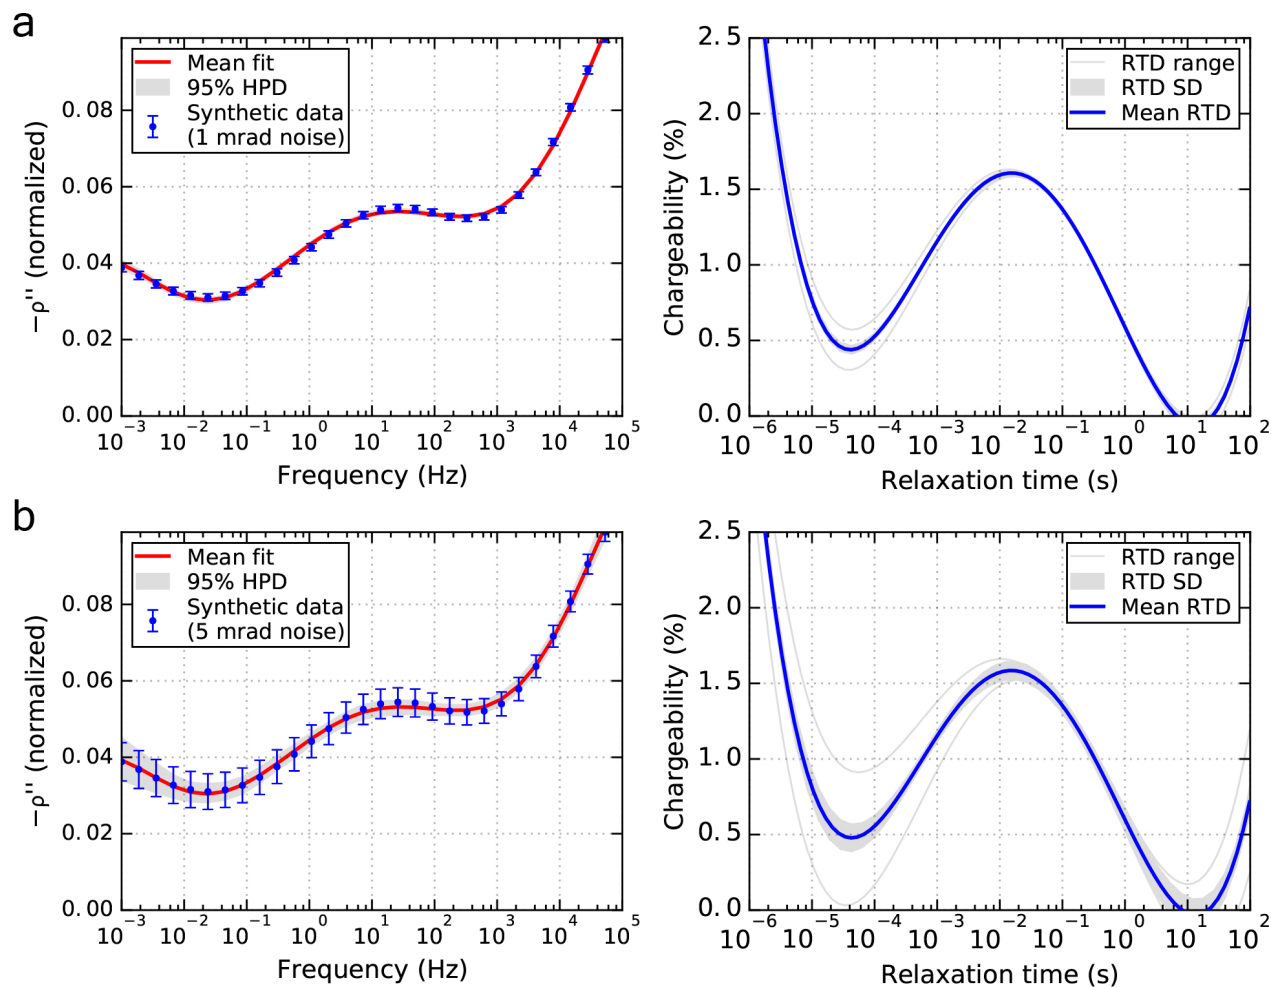 a
Mean fit
95% HPD
Synthetic data
(1 mrad noise)
0.08
0.06
0.04
0.02
0.00
−ρ'' (normalized)
10⁻³ 10⁻² 10⁻¹ 10⁰ 10¹ 10² 10³ 10⁴ 10⁵
Frequency (Hz)
RTD range
RTD SD
Mean RTD
2.5
2.0
1.5
1.0
0.5
0.0
Chargeability (%)
10⁻⁶ 10⁻⁵ 10⁻⁴ 10⁻³ 10⁻² 10⁻¹ 10⁰ 10¹ 10²
Relaxation time (s)
b
Mean fit
95% HPD
Synthetic data
(5 mrad noise)
0.08
0.06
0.04
0.02
0.00
−ρ'' (normalized)
10⁻³ 10⁻² 10⁻¹ 10⁰ 10¹ 10² 10³ 10⁴ 10⁵
Frequency (Hz)
RTD range
RTD SD
Mean RTD
2.5
2.0
1.5
1.0
0.5
0.0
Chargeability (%)
10⁻⁶ 10⁻⁵ 10⁻⁴ 10⁻³ 10⁻² 10⁻¹ 10⁰ 10¹ 10²
Relaxation time (s)